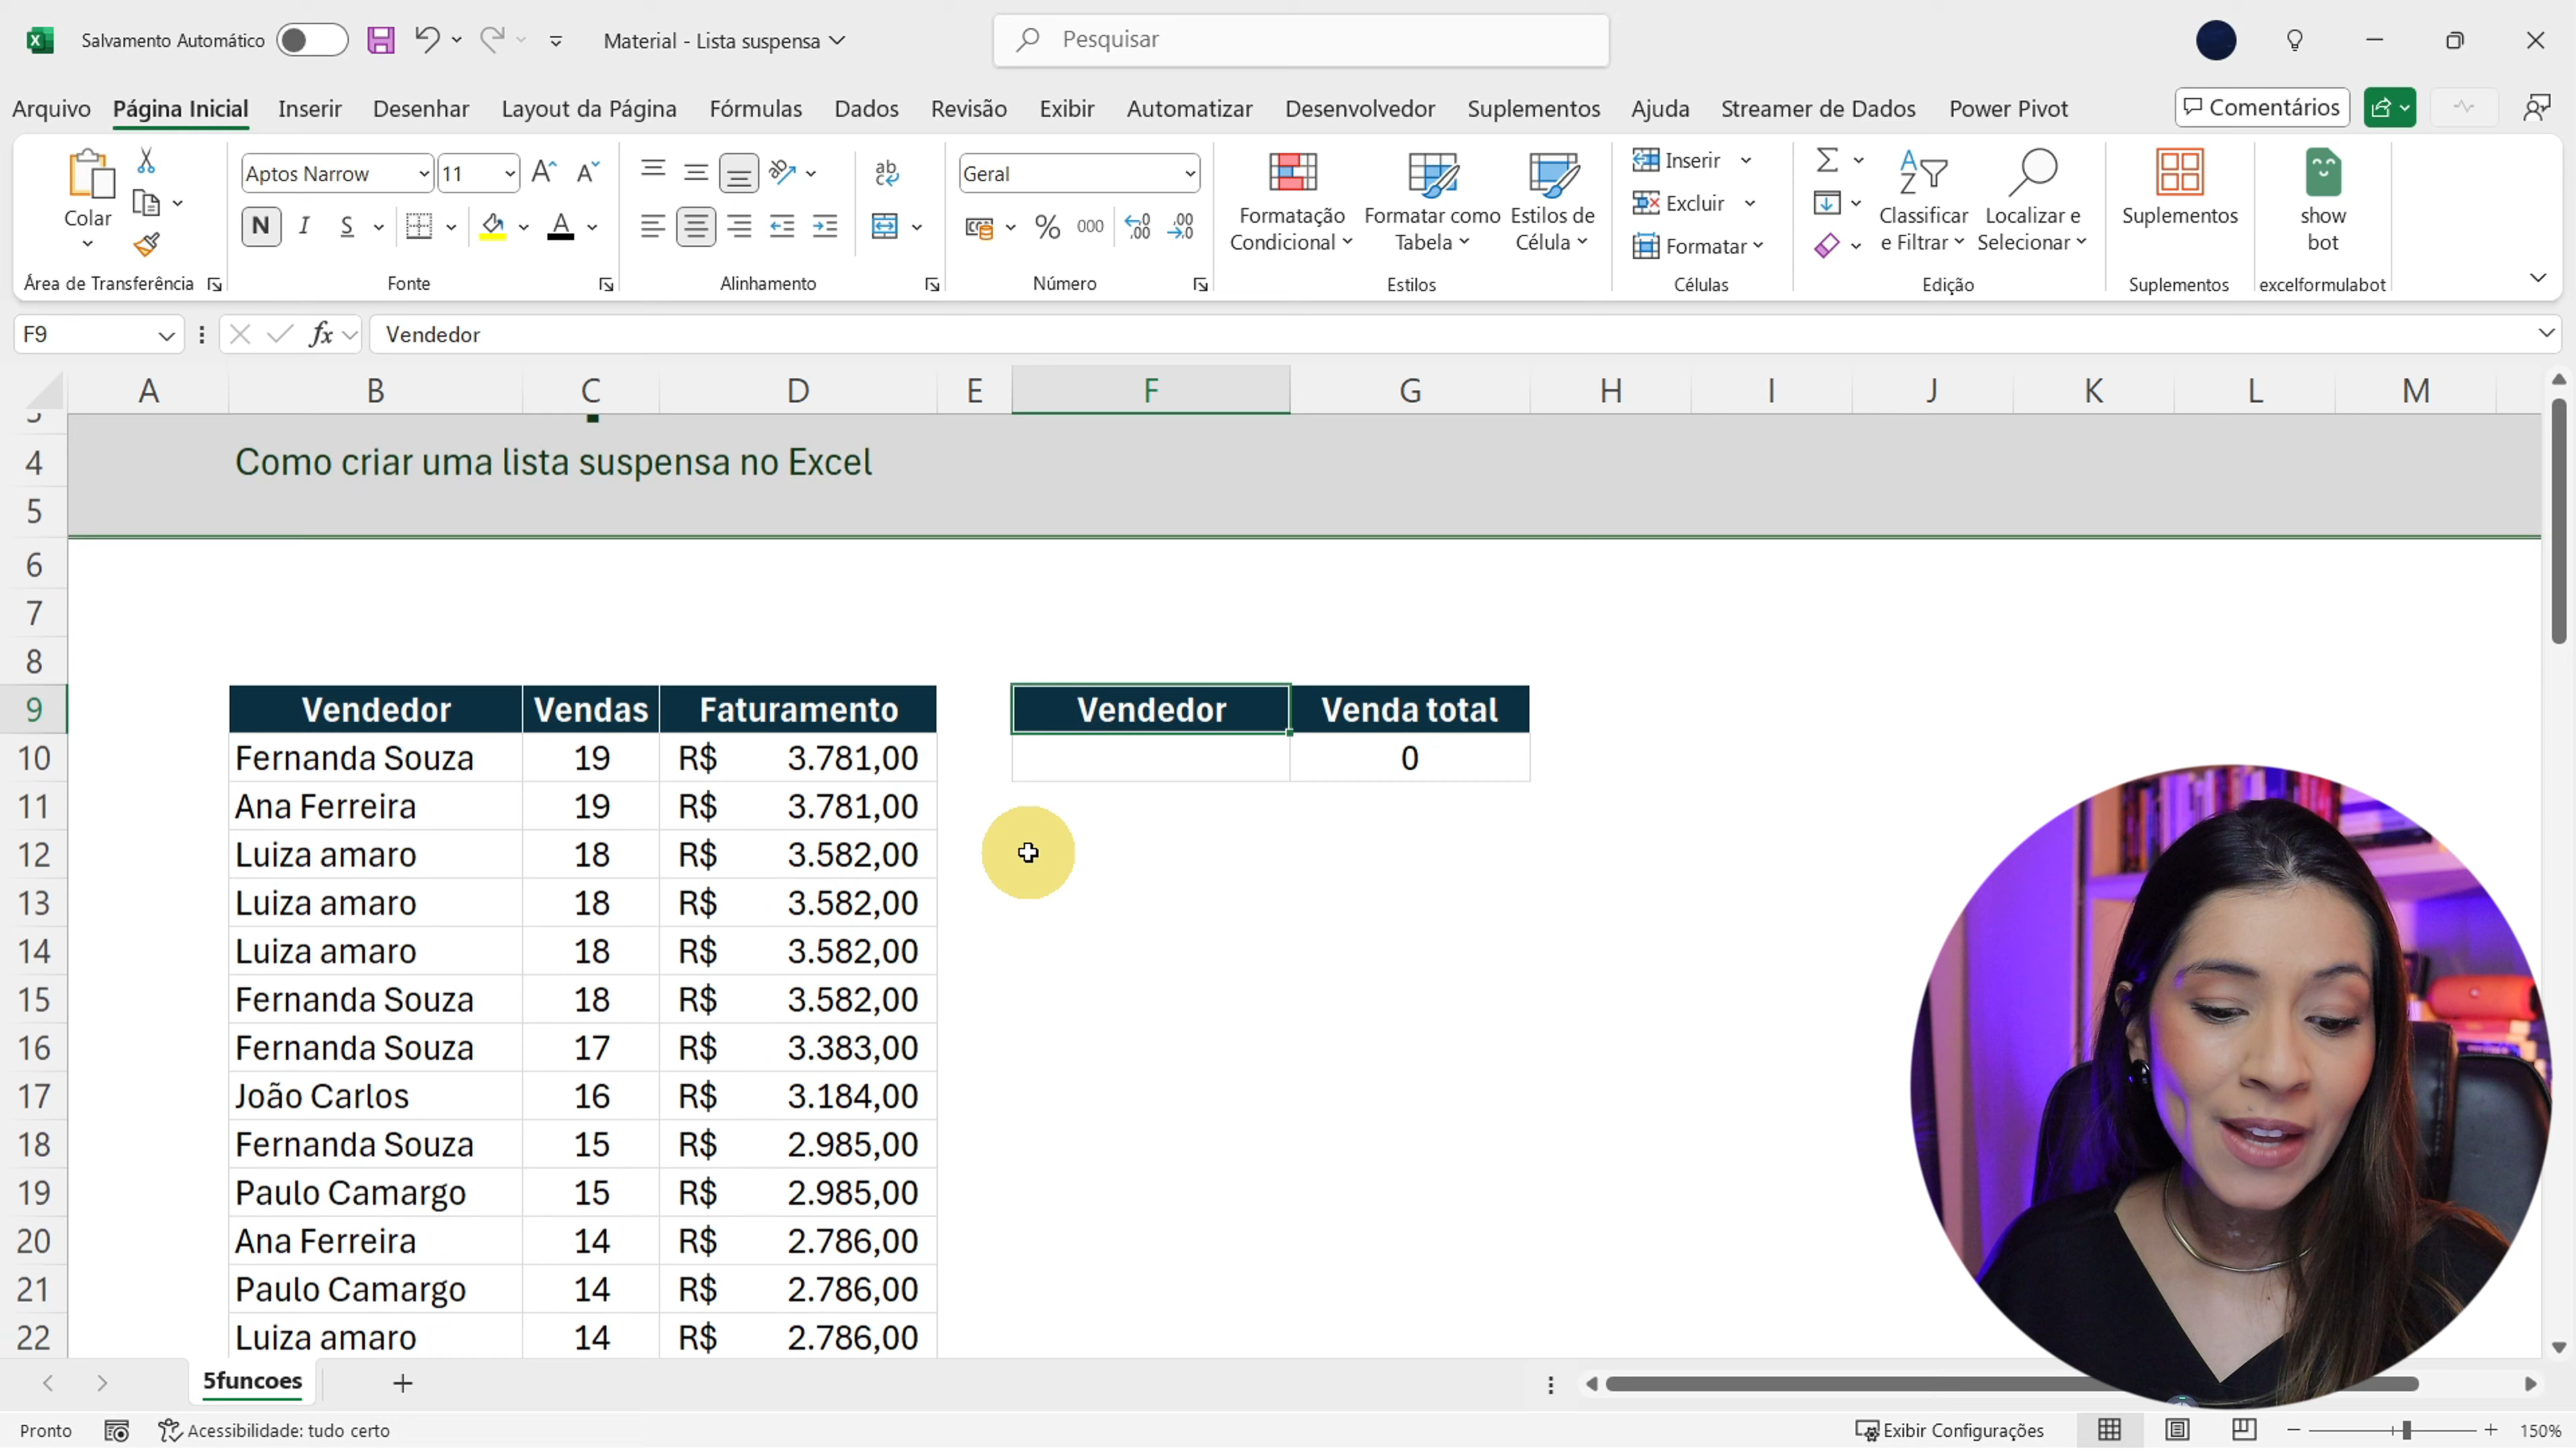 Salvamento Automático
Material - Lista suspensa
Pesquisar
Arquivo Página Inicial Inserir Desenhar Layout da Página Fórmulas Dados Revisão Exibir Automatizar Desenvolvedor Suplementos Ajuda Streamer de Dados Power Pivot Comentários
Colar
Área de Transferência
Aptos Narrow 11
N I S
Fonte
ab
Alinhamento
Geral
% 000
Número
Formatação Condicional
Formatar como Tabela
Estilos de Célula
Estilos
Inserir
Excluir
Formatar
Células
Classificar e Filtrar
Localizar e Selecionar
Edição
Suplementos
Suplementos
show bot
excelformulabot
F9 fx Vendedor
A B C D E F G H I J K L M
4 Como criar uma lista suspensa no Excel
5
6
7
8
9 Vendedor Vendas Faturamento Vendedor Venda total
10 Fernanda Souza 19 R$ 3.781,00 0
11 Ana Ferreira 19 R$ 3.781,00
12 Luiza amaro 18 R$ 3.582,00
13 Luiza amaro 18 R$ 3.582,00
14 Luiza amaro 18 R$ 3.582,00
15 Fernanda Souza 18 R$ 3.582,00
16 Fernanda Souza 17 R$ 3.383,00
17 João Carlos 16 R$ 3.184,00
18 Fernanda Souza 15 R$ 2.985,00
19 Paulo Camargo 15 R$ 2.985,00
20 Ana Ferreira 14 R$ 2.786,00
21 Paulo Camargo 14 R$ 2.786,00
22 Luiza amaro 14 R$ 2.786,00
5funcoes
Pronto Acessibilidade: tudo certo Exibir Configurações 150%